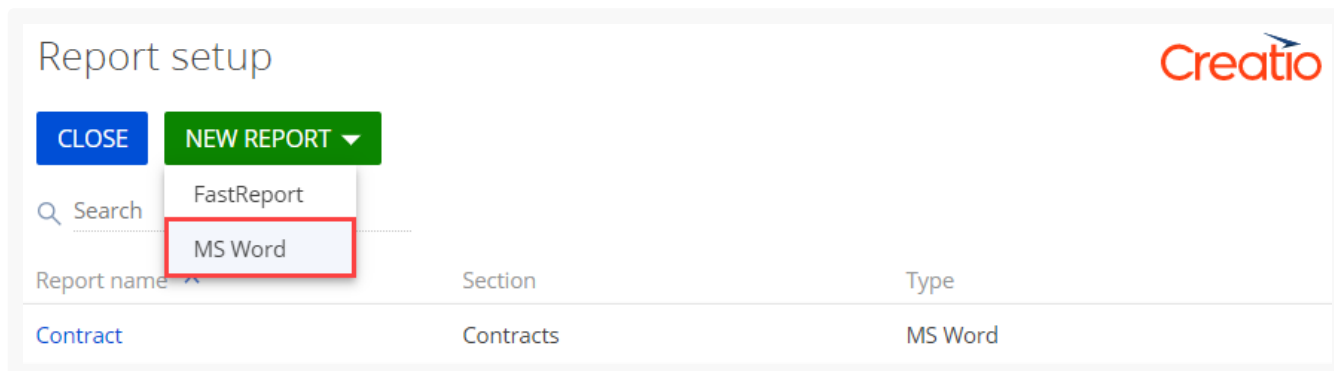 Report setup
Creatio
CLOSE NEW REPORT
FastReport
Search
MS Word
Report name Section Type
Contract Contracts MS Word